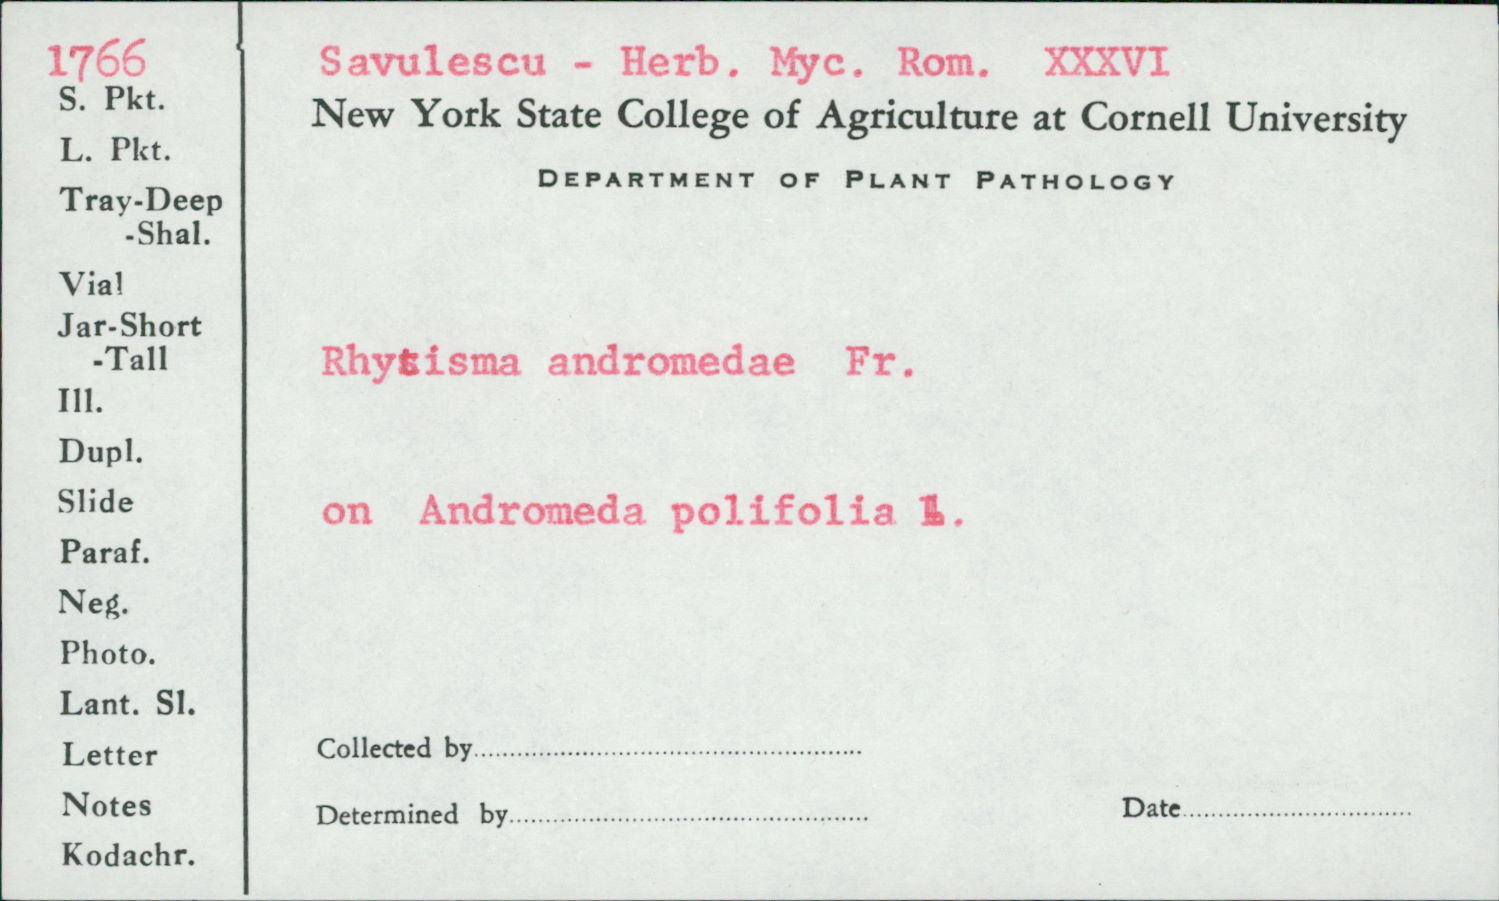 1766
S. Pkt.
L. Pkt.
Tray-Deep
-Shal.
Vial
Jar-Short
-Tall
Ill.
Dupl.
Slide
Paraf.
Neg.
Photo.
Lant. Sl.
Letter
Notes
Kodachr.
Savulescu - Herb. Myc. Rom. XXXVI
New York State College of Agriculture at Cornell University
DEPARTMENT OF PLANT PATHOLOGY
Rhytisma andromedae Fr.
on Andromeda polifolia L.
Collected by
Determined by
Date